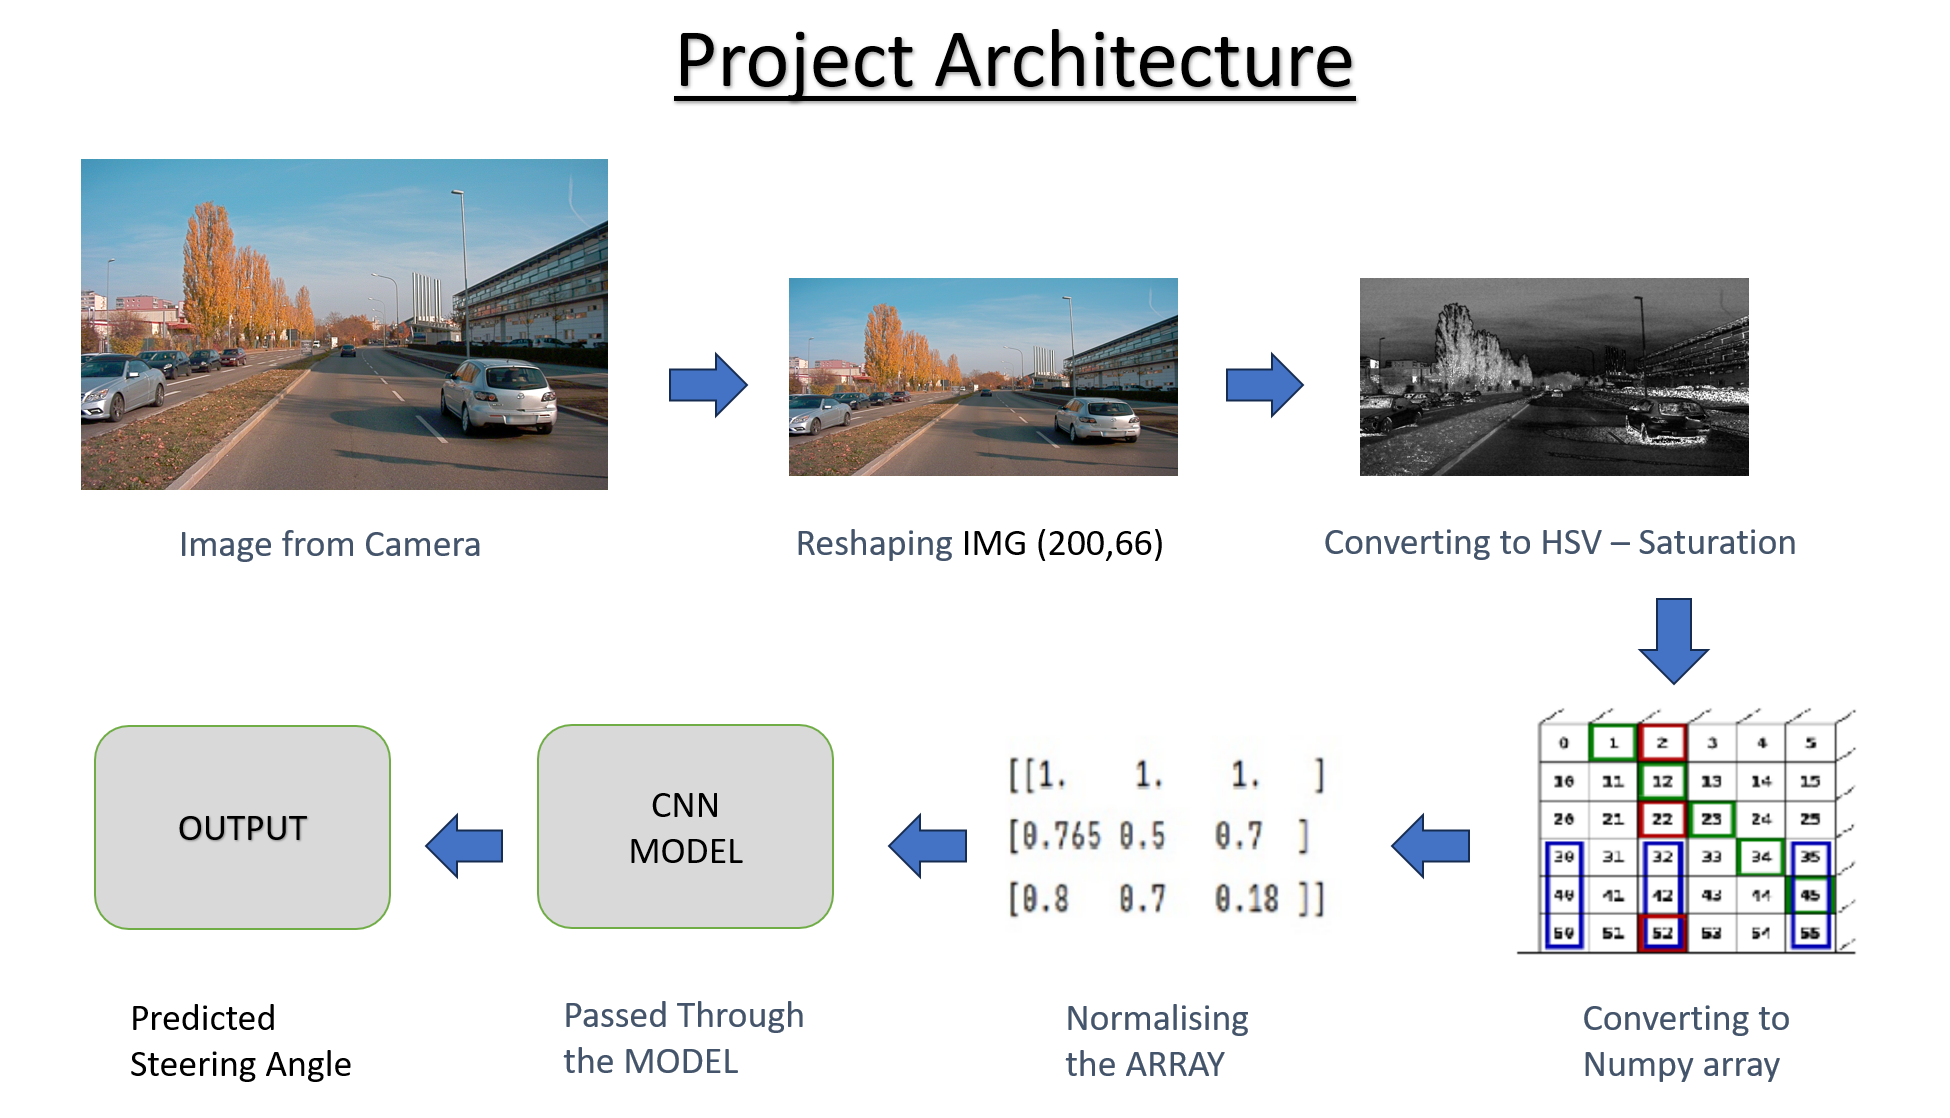 Project Architecture
Image from Camera
Reshaping IMG (200,66)
Converting to HSV – Saturation
OUTPUT
CNN
MODEL
[[1. 1. 1. ]
[0.765 0.5 0.7 ]
[0.8 0.7 0.18 ]]
0 1 2 3 4 5
10 11 12 13 14 15
20 21 22 23 24 25
30 31 32 33 34 35
40 41 42 43 44 45
50 51 52 53 54 55
Predicted
Steering Angle
Passed Through
the MODEL
Normalising
the ARRAY
Converting to
Numpy array